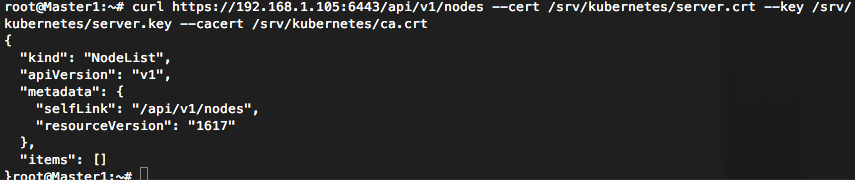 root@Master1:~# curl https://192.168.1.105:6443/api/v1/nodes --cert /srv/kubernetes/server.crt --key /srv/
kubernetes/server.key --cacert /srv/kubernetes/ca.crt
{
  "kind": "NodeList",
  "apiVersion": "v1",
  "metadata": {
    "selfLink": "/api/v1/nodes",
    "resourceVersion": "1617"
  },
  "items": []
}root@Master1:~#